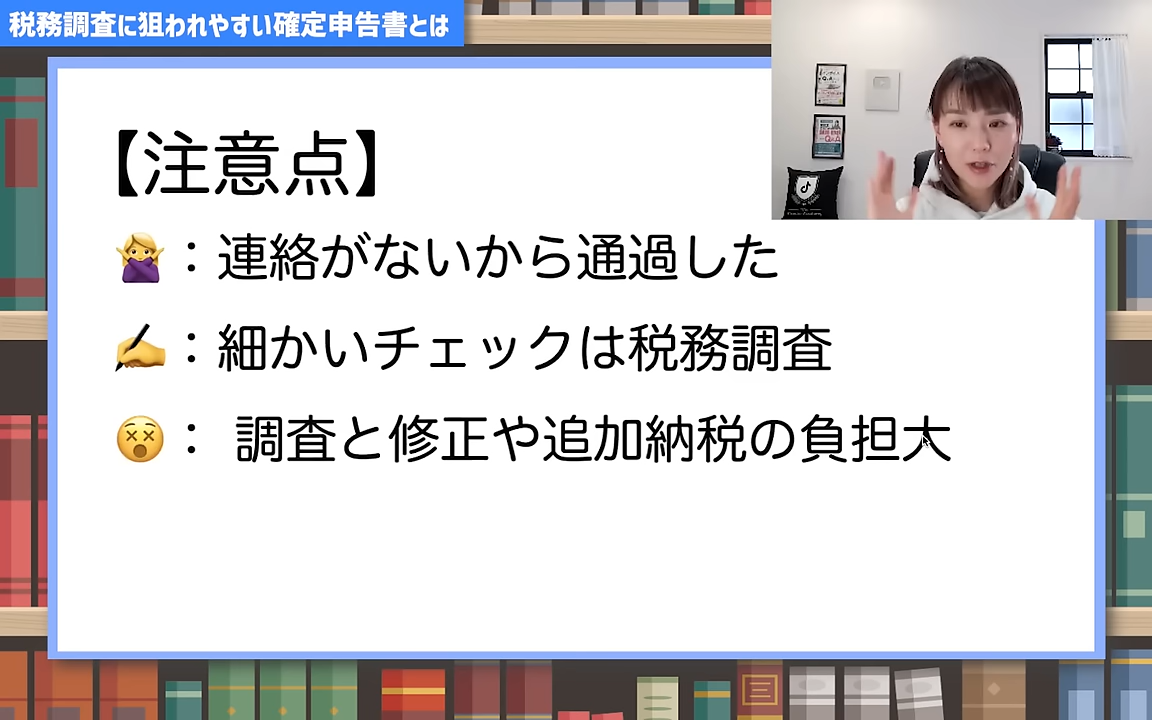 税務調査に狙われやすい確定申告書とは
【注意点】
：連絡がないから通過した
：細かいチェックは税務調査
： 調査と修正や追加納税の負担大
Q&A
Q&A